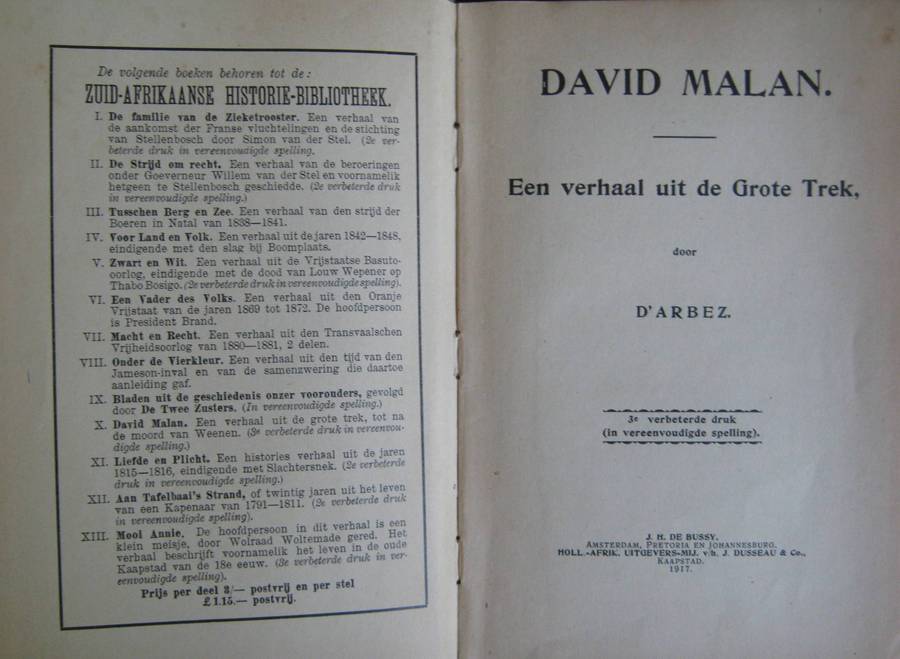 De volgende boeken behoren tot de:
ZUID-AFRIKAANSE HISTORIE-BIBLIOTHEEK.
I. De familie van de Zieketrooster. Een verhaal van
de aankomst der Franse vluchtelingen en de stichting
van Stellenbosch door Simon van der Stel. (2e ver-
beterde druk in vereenvoudigde spelling.
II. De Strijd om recht. Een verhaal van de beroeringen
onder Goeverneur Willem van der Stel en voornamelik
hetgeen te Stellenbosch geschiedde. (2e verbeterde druk
in vereenvoudigde spelling.)
III. Tusschen Berg en Zee. Een verhaal van den strijd der
Boeren in Natal van 1838—1841.
IV. Voor Land en Volk. Een verhaal uit de jaren 1842—1848,
eindigende met den slag bij Boomplaats.
V. Zwart en Wit. Een verhaal uit de Vrijstaatse Basuto-
oorlog, eindigende met de dood van Louw Wepener op
Thabo Bosigo. (2e verbeterde druk in vereenvoudigde spelling).
VI. Een Vader des Volks. Een verhaal uit den Oranje
Vrijstaat van de jaren 1869 tot 1872. De hoofdpersoon
is President Brand.
VII. Macht en Recht. Een verhaal uit den Transvaalschen
Vrijheidsoorlog van 1880—1881, 2 delen.
VIII. Onder de Vierkleur. Een verhaal uit den tijd van den
Jameson-inval en van de samenzwering die daartoe
aanleiding gaf.
IX. Bladen uit de geschiedenis onzer voorouders, gevolgd
door De Twee Zusters. (In vereenvoudigde spelling.)
X. David Malan. Een verhaal uit de grote trek, tot na
de moord van Weenen. (3e verbeterde druk in vereenvou-
digde spelling.)
XI. Liefde en Plicht. Een histories verhaal uit de jaren
1815—1816, eindigende met Slachtersnek. (2e verbeterde
druk in vereenvoudigde spelling.)
XII. Aan Tafelbaai's Strand, of twintig jaren uit het leven
van een Kapenaar van 1791—1811. (2e verbeterde druk
in vereenvoudigde spelling).
XIII. Mooi Annie. De hoofdpersoon in dit verhaal is een
klein meisje, door Wolraad Woltemade gered. Het
verhaal beschrijft voornamelik het leven in de oude
Kaapstad van de 18e eeuw. (3e verbeterde druk in ver-
eenvoudigde spelling).
Prijs per deel 3/— postvrij en per stel
£ 1.15.— postvrij.
DAVID MALAN.
Een verhaal uit de Grote Trek,
door
D'ARBEZ.
3e verbeterde druk
(in vereenvoudigde spelling).
J. H. DE BUSSY.
AMSTERDAM, PRETORIA EN JOHANNESBURG.
HOLL.-AFRIK. UITGEVERS-MIJ. v/h. J. DUSSEAU & Co.,
KAAPSTAD.
1917.